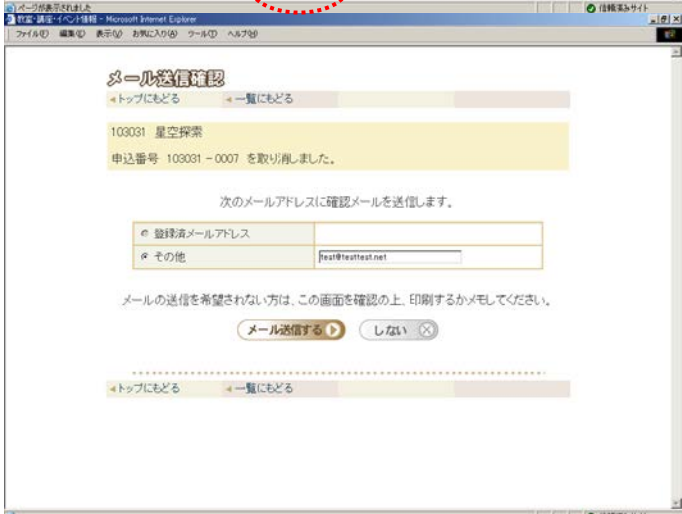 ページが表示されました
信頼済みサイト
教室・講座・イベント情報 - Microsoft Internet Explorer
ファイル(F) 編集(E) 表示(V) お気に入り(A) ツール(T) ヘルプ(H)
メール送信確認
トップにもどる 一覧にもどる
103031 星空探索
申込番号 103031-0007 を取り消しました。
次のメールアドレスに確認メールを送信します。
登録済メールアドレス
その他 test@testtest.net
メールの送信を希望されない方は、この画面を確認の上、印刷するかメモしてください。
メール送信する しない
トップにもどる 一覧にもどる